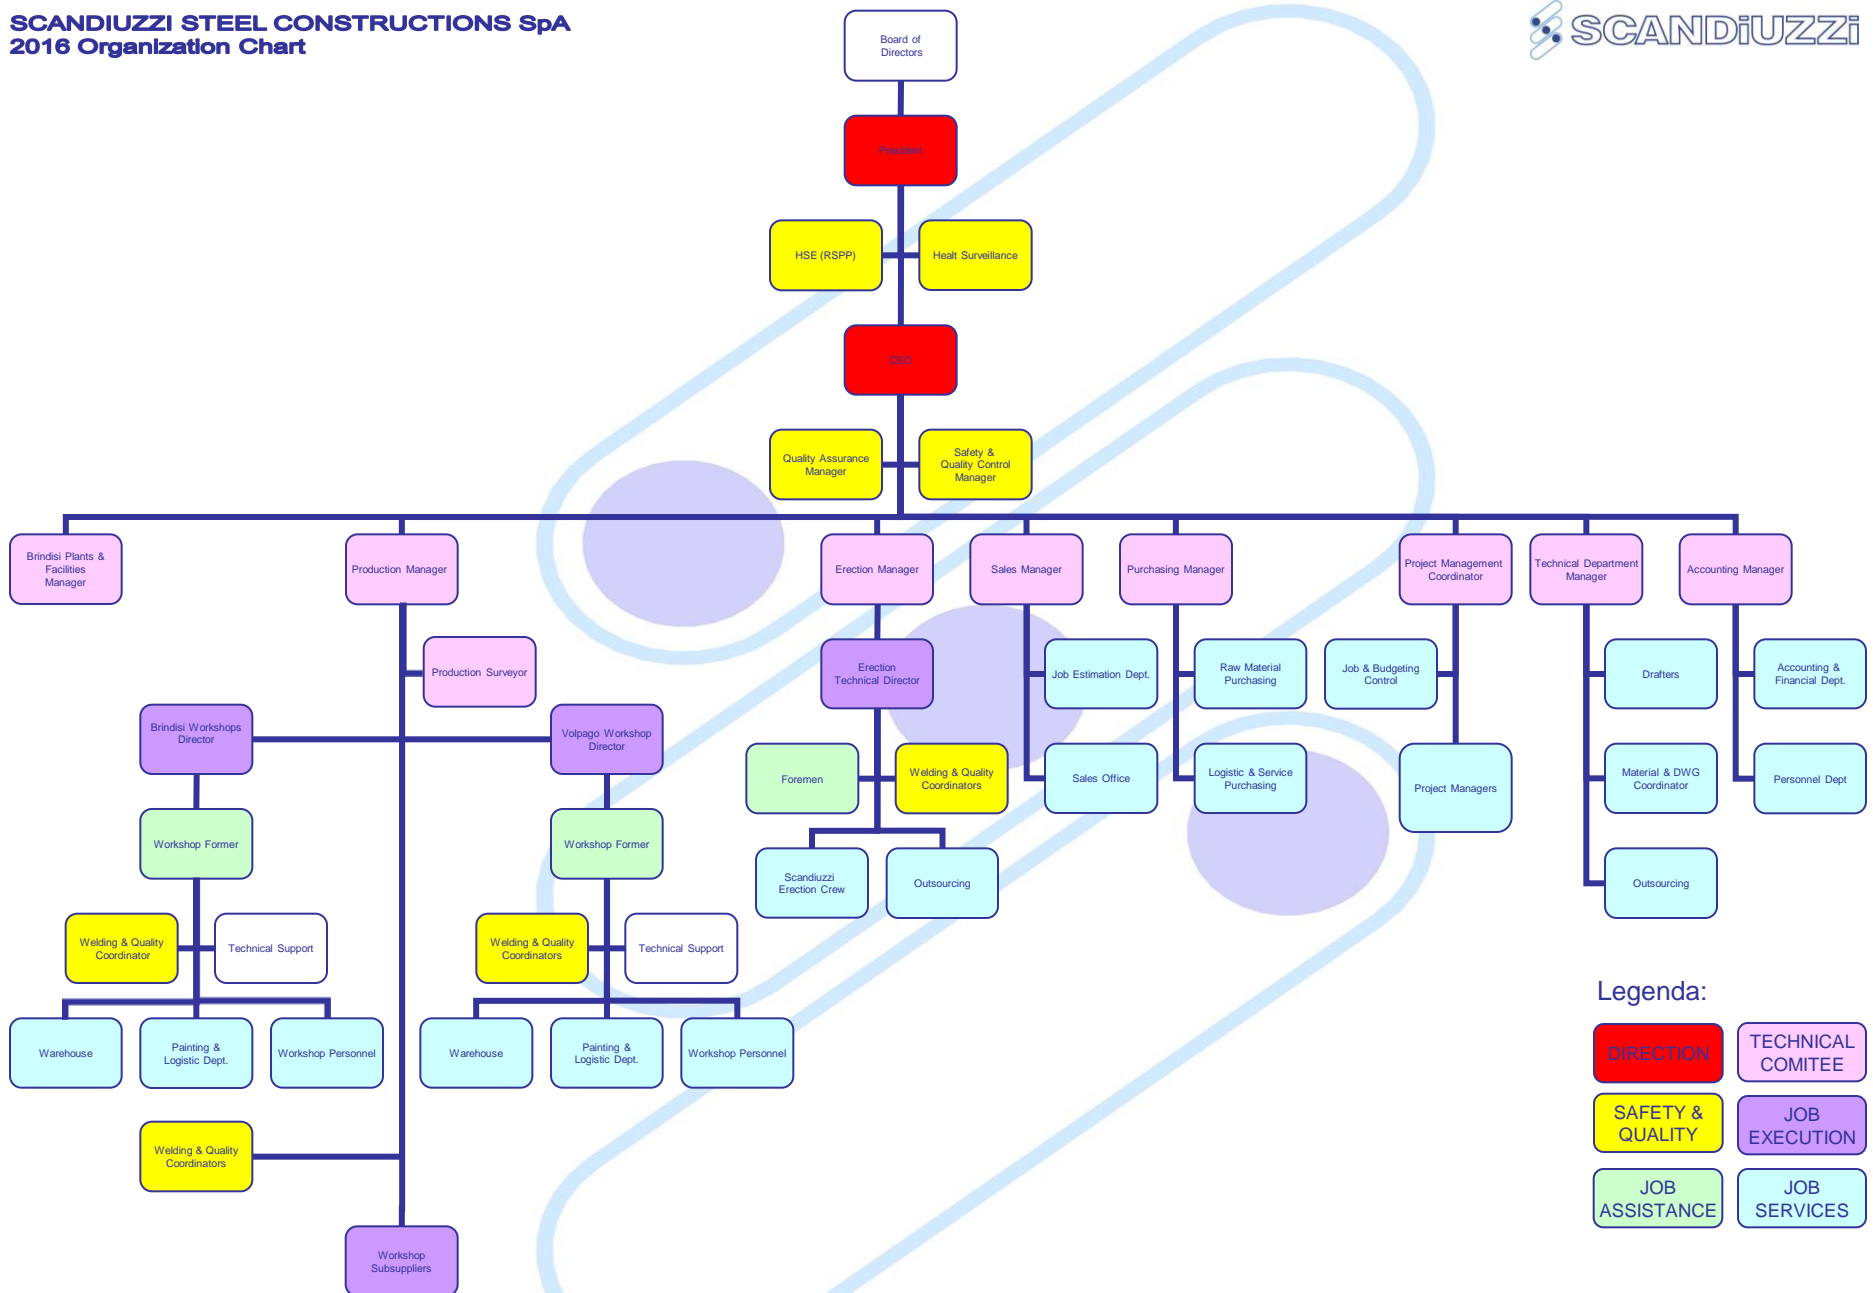 SCANDIUZZI STEEL CONSTRUCTIONS SpA
2016 Organization Chart
SCANDiUZZi
Board of
Directors
President
HSE (RSPP)
Healt Surveillance
CEO
Quality Assurance
Manager
Safety &
Quality Control
Manager
Brindisi Plants &
Facilities
Manager
Production Manager
Erection Manager
Sales Manager
Purchasing Manager
Project Management
Coordinator
Technical Department
Manager
Accounting Manager
Production Surveyor
Erection
Technical Director
Job Estimation Dept.
Raw Material
Purchasing
Job & Budgeting
Control
Drafters
Accounting &
Financial Dept.
Brindisi Workshops
Director
Volpago Workshop
Director
Foremen
Welding & Quality
Coordinators
Sales Office
Logistic & Service
Purchasing
Project Managers
Material & DWG
Coordinator
Personnel Dept
Workshop Former
Workshop Former
Scandiuzzi
Erection Crew
Outsourcing
Outsourcing
Welding & Quality
Coordinator
Technical Support
Welding & Quality
Coordinators
Technical Support
Warehouse
Painting &
Logistic Dept.
Workshop Personnel
Warehouse
Painting &
Logistic Dept.
Workshop Personnel
Welding & Quality
Coordinators
Workshop
Subsuppliers
Legenda:
DIRECTION
TECHNICAL
COMITEE
SAFETY &
QUALITY
JOB
EXECUTION
JOB
ASSISTANCE
JOB
SERVICES